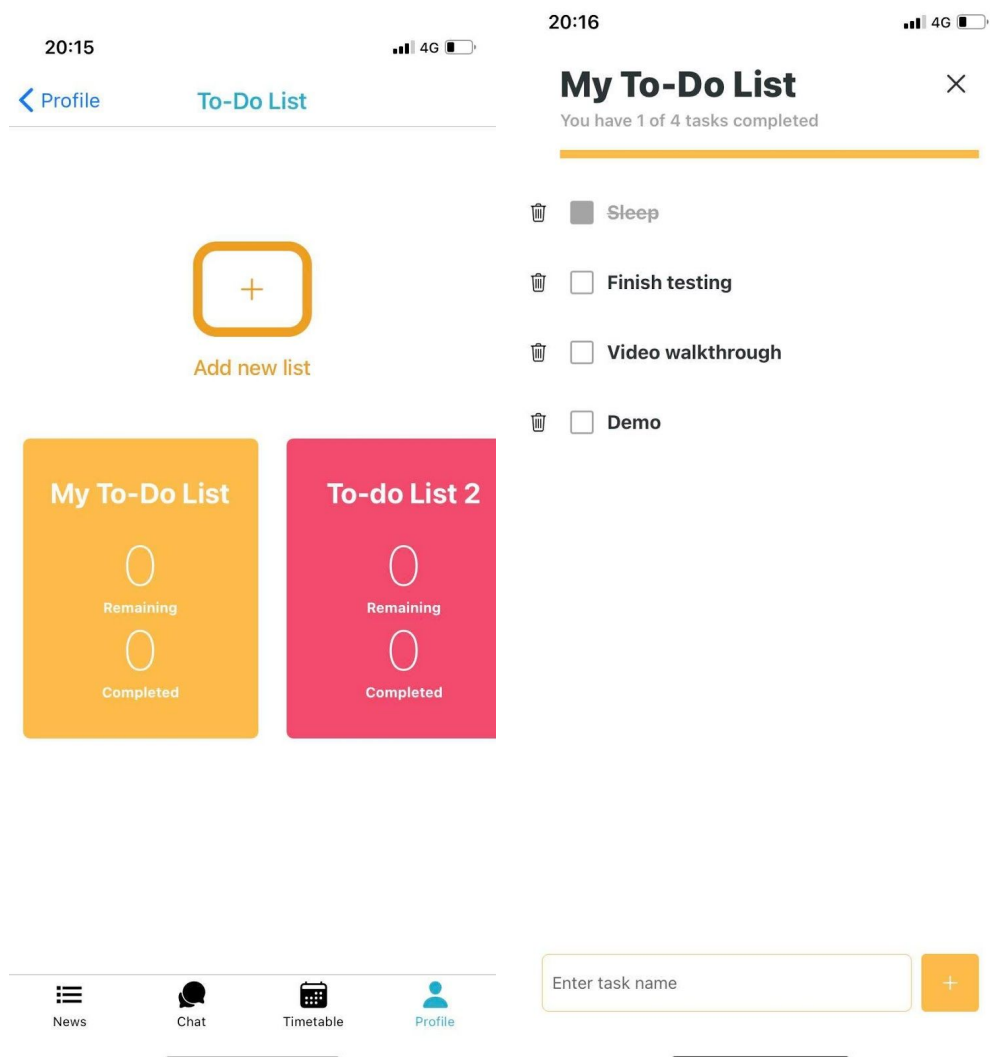 20:15
4G
Profile
To-Do List
+
Add new list
My To-Do List
0
Remaining
0
Completed
To-do List 2
0
Remaining
0
Completed
News
Chat
Timetable
Profile
20:16
4G
My To-Do List
You have 1 of 4 tasks completed
Sleep
Finish testing
Video walkthrough
Demo
Enter task name
+